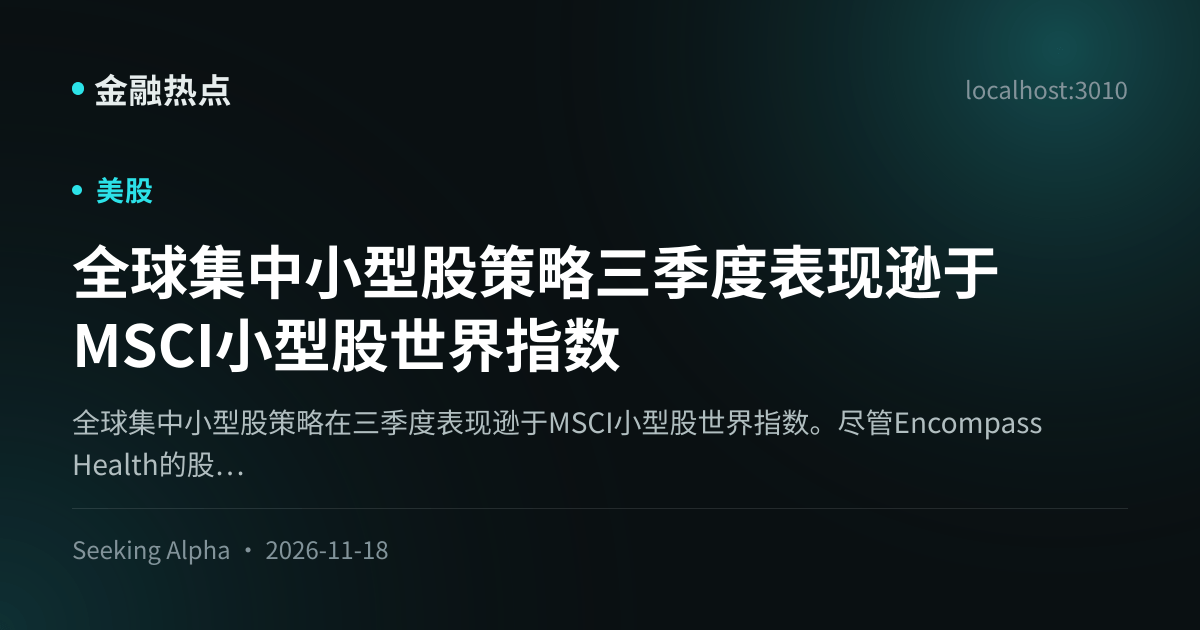 金融热点
localhost:3010
美股
全球集中小型股策略三季度表现逊于
MSCI小型股世界指数
全球集中小型股策略在三季度表现逊于MSCI小型股世界指数。尽管Encompass
Health的股…
Seeking Alpha · 2026-11-18